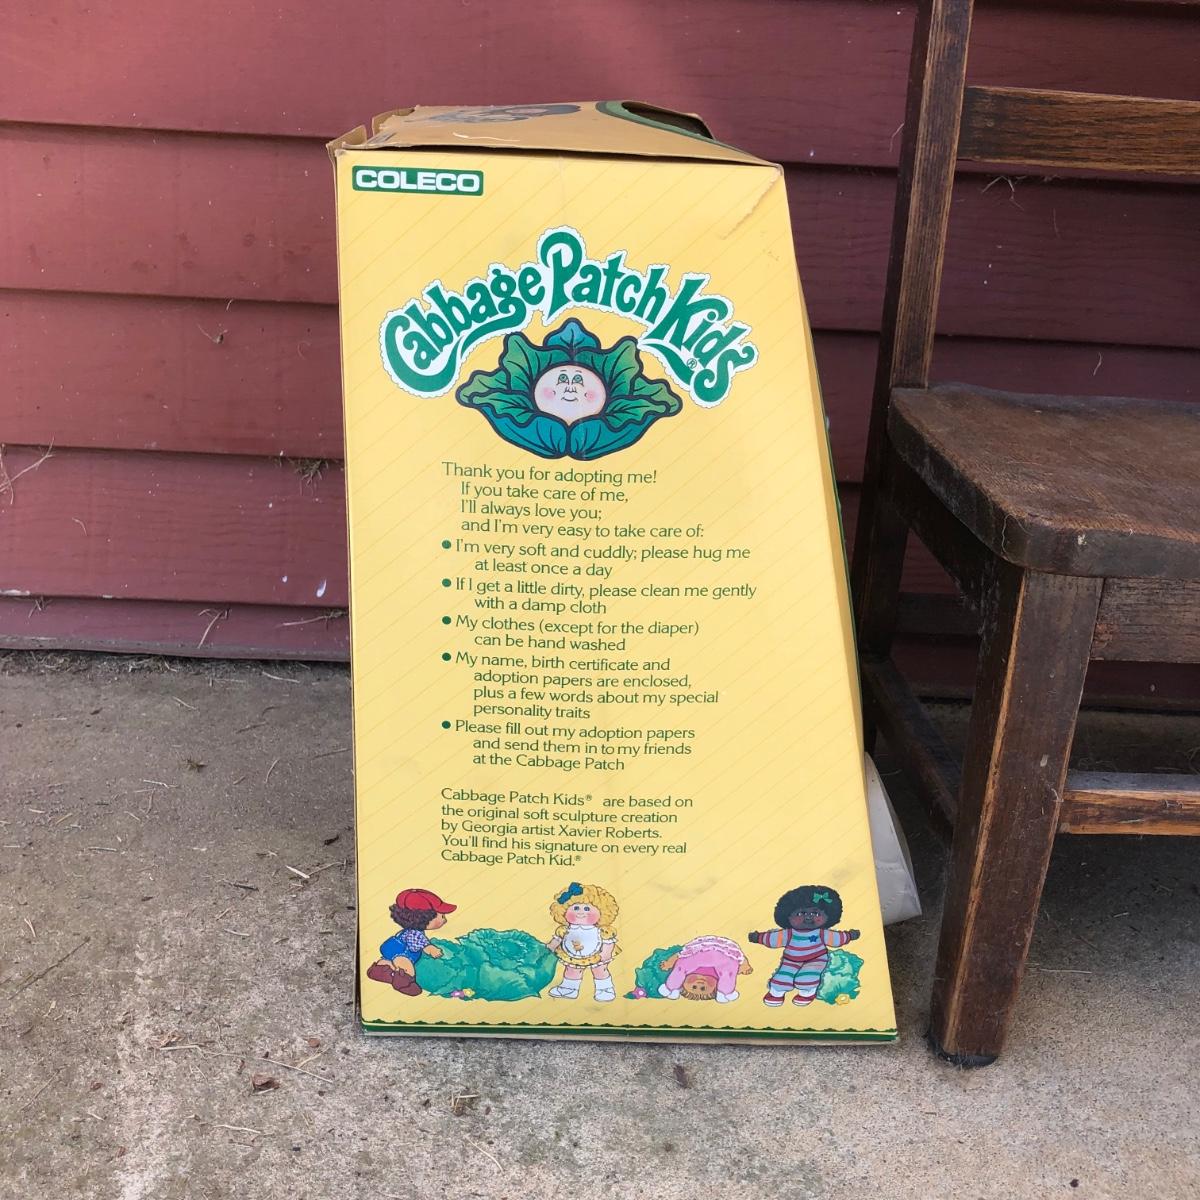 COLECO
Cabbage Patch Kids®
Thank you for adopting me!
If you take care of me,
I'll always love you;
and I'm very easy to take care of:
• I'm very soft and cuddly; please hug me
at least once a day
• If I get a little dirty, please clean me gently
with a damp cloth
• My clothes (except for the diaper)
can be hand washed
• My name, birth certificate and
adoption papers are enclosed,
plus a few words about my special
personality traits
• Please fill out my adoption papers
and send them in to my friends
at the Cabbage Patch
Cabbage Patch Kids® are based on
the original soft sculpture creation
by Georgia artist Xavier Roberts.
You'll find his signature on every real
Cabbage Patch Kid.®